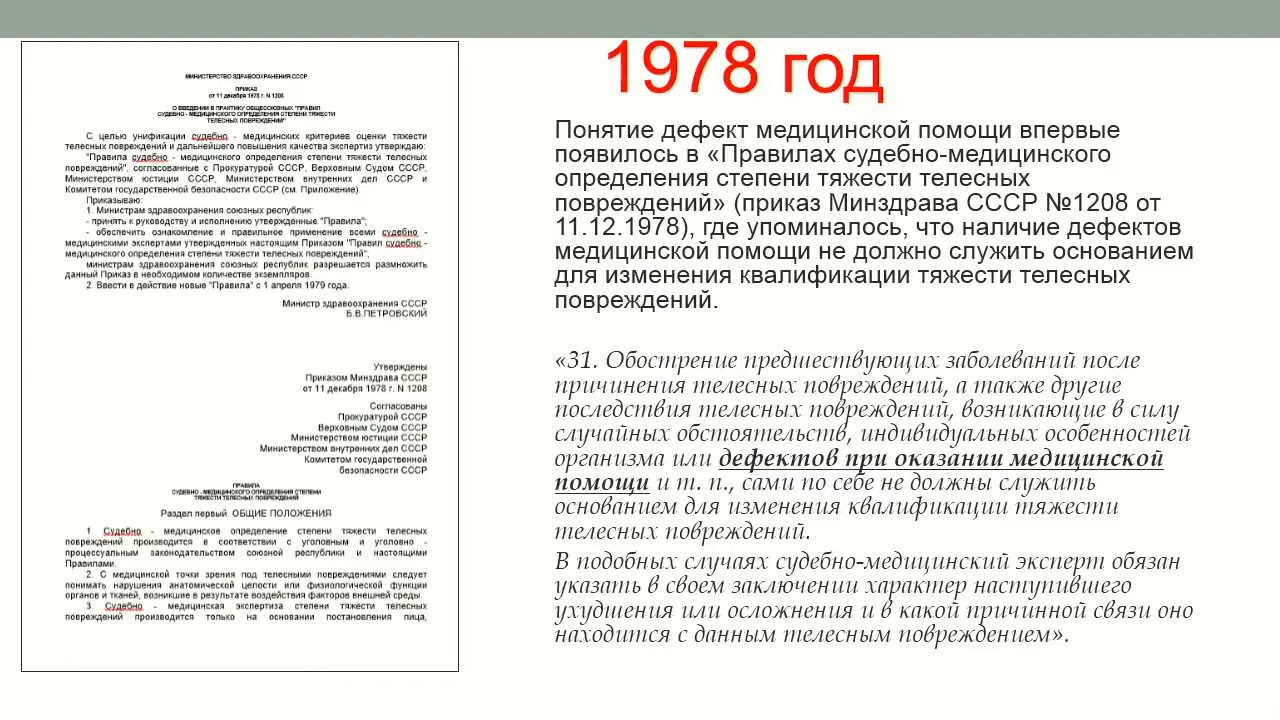 МИНИСТЕРСТВО ЗДРАВООХРАНЕНИЯ СССР
ПРИКАЗ
от 11 декабря 1978 г. N 1208
О ВВЕДЕНИИ В ПРАКТИКУ ОБЩЕСОЮЗНЫХ "ПРАВИЛ
СУДЕБНО - МЕДИЦИНСКОГО ОПРЕДЕЛЕНИЯ СТЕПЕНИ ТЯЖЕСТИ
ТЕЛЕСНЫХ ПОВРЕЖДЕНИЙ"
С целью унификации судебно - медицинских критериев оценки тяжести
телесных повреждений и дальнейшего повышения качества экспертиз утверждаю:
"Правила судебно - медицинского определения степени тяжести телесных
повреждений", согласованные с Прокуратурой СССР, Верховным Судом СССР,
Министерством юстиции СССР, Министерством внутренних дел СССР и
Комитетом государственной безопасности СССР (см. Приложение).
Приказываю:
1. Министрам здравоохранения союзных республик:
- принять к руководству и исполнению утвержденные "Правила";
- обеспечить ознакомление и правильное применение всеми судебно -
медицинскими экспертами утвержденных настоящим Приказом "Правил судебно -
медицинского определения степени тяжести телесных повреждений";
министрам здравоохранения союзных республик разрешается размножить
данный Приказ в необходимом количестве экземпляров.
2. Ввести в действие новые "Правила" с 1 апреля 1979 года.
Министр здравоохранения СССР
Б.В.ПЕТРОВСКИЙ
Утверждены
Приказом Минздрава СССР
от 11 декабря 1978 г. N 1208
Согласованы
Прокуратурой СССР
Верховным Судом СССР
Министерством юстиции СССР
Министерством внутренних дел СССР
Комитетом государственной
безопасности СССР
ПРАВИЛА
СУДЕБНО - МЕДИЦИНСКОГО ОПРЕДЕЛЕНИЯ СТЕПЕНИ
ТЯЖЕСТИ ТЕЛЕСНЫХ ПОВРЕЖДЕНИЙ
Раздел первый. ОБЩИЕ ПОЛОЖЕНИЯ
1. Судебно - медицинское определение степени тяжести телесных
повреждений производится в соответствии с уголовным и уголовно -
процессуальным законодательством союзной республики и настоящими
Правилами.
2. С медицинской точки зрения под телесными повреждениями следует
понимать нарушения анатомической целости или физиологической функции
органов и тканей, возникшие в результате воздействия факторов внешней среды.
3. Судебно - медицинская экспертиза степени тяжести телесных
повреждений производится только на основании постановления лица,
1978 год
Понятие дефект медицинской помощи впервые
появилось в «Правилах судебно-медицинского
определения степени тяжести телесных
повреждений» (приказ Минздрава СССР №1208 от
11.12.1978), где упоминалось, что наличие дефектов
медицинской помощи не должно служить основанием
для изменения квалификации тяжести телесных
повреждений.
«31. Обострение предшествующих заболеваний после
причинения телесных повреждений, а также другие
последствия телесных повреждений, возникающие в силу
случайных обстоятельств, индивидуальных особенностей
организма или дефектов при оказании медицинской
помощи и т. п., сами по себе не должны служить
основанием для изменения квалификации тяжести
телесных повреждений.
В подобных случаях судебно-медицинский эксперт обязан
указать в своем заключении характер наступившего
ухудшения или осложнения и в какой причинной связи оно
находится с данным телесным повреждением».